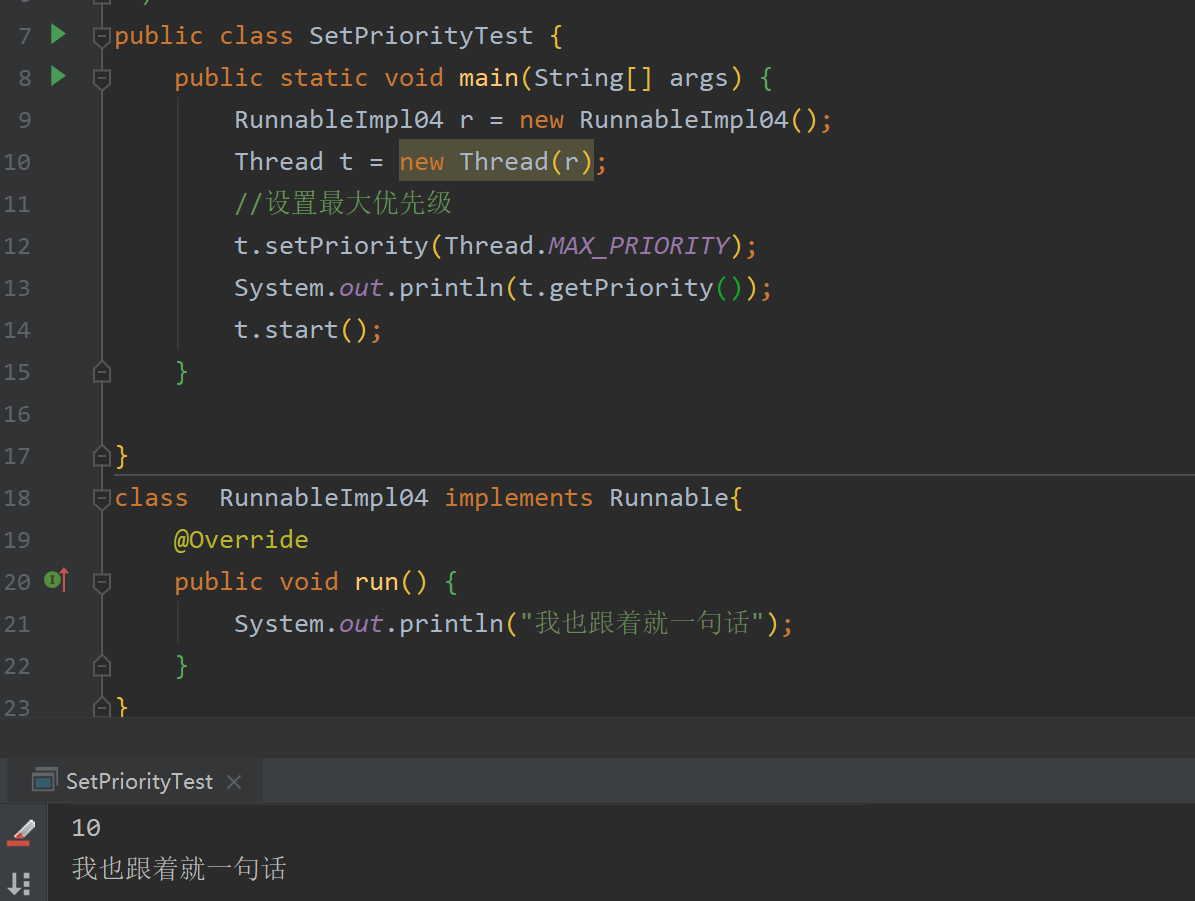 7 public class SetPriorityTest {
8 public static void main(String[] args) {
9 RunnableImpl04 r = new RunnableImpl04();
10 Thread t = new Thread(r);
11 //设置最大优先级
12 t.setPriority(Thread.MAX_PRIORITY);
13 System.out.println(t.getPriority());
14 t.start();
15 }
16
17 }
18 class  RunnableImpl04 implements Runnable{
19 @Override
20 public void run() {
21 System.out.println("我也跟着就一句话");
22 }
23 }
SetPriorityTest
10
我也跟着就一句话